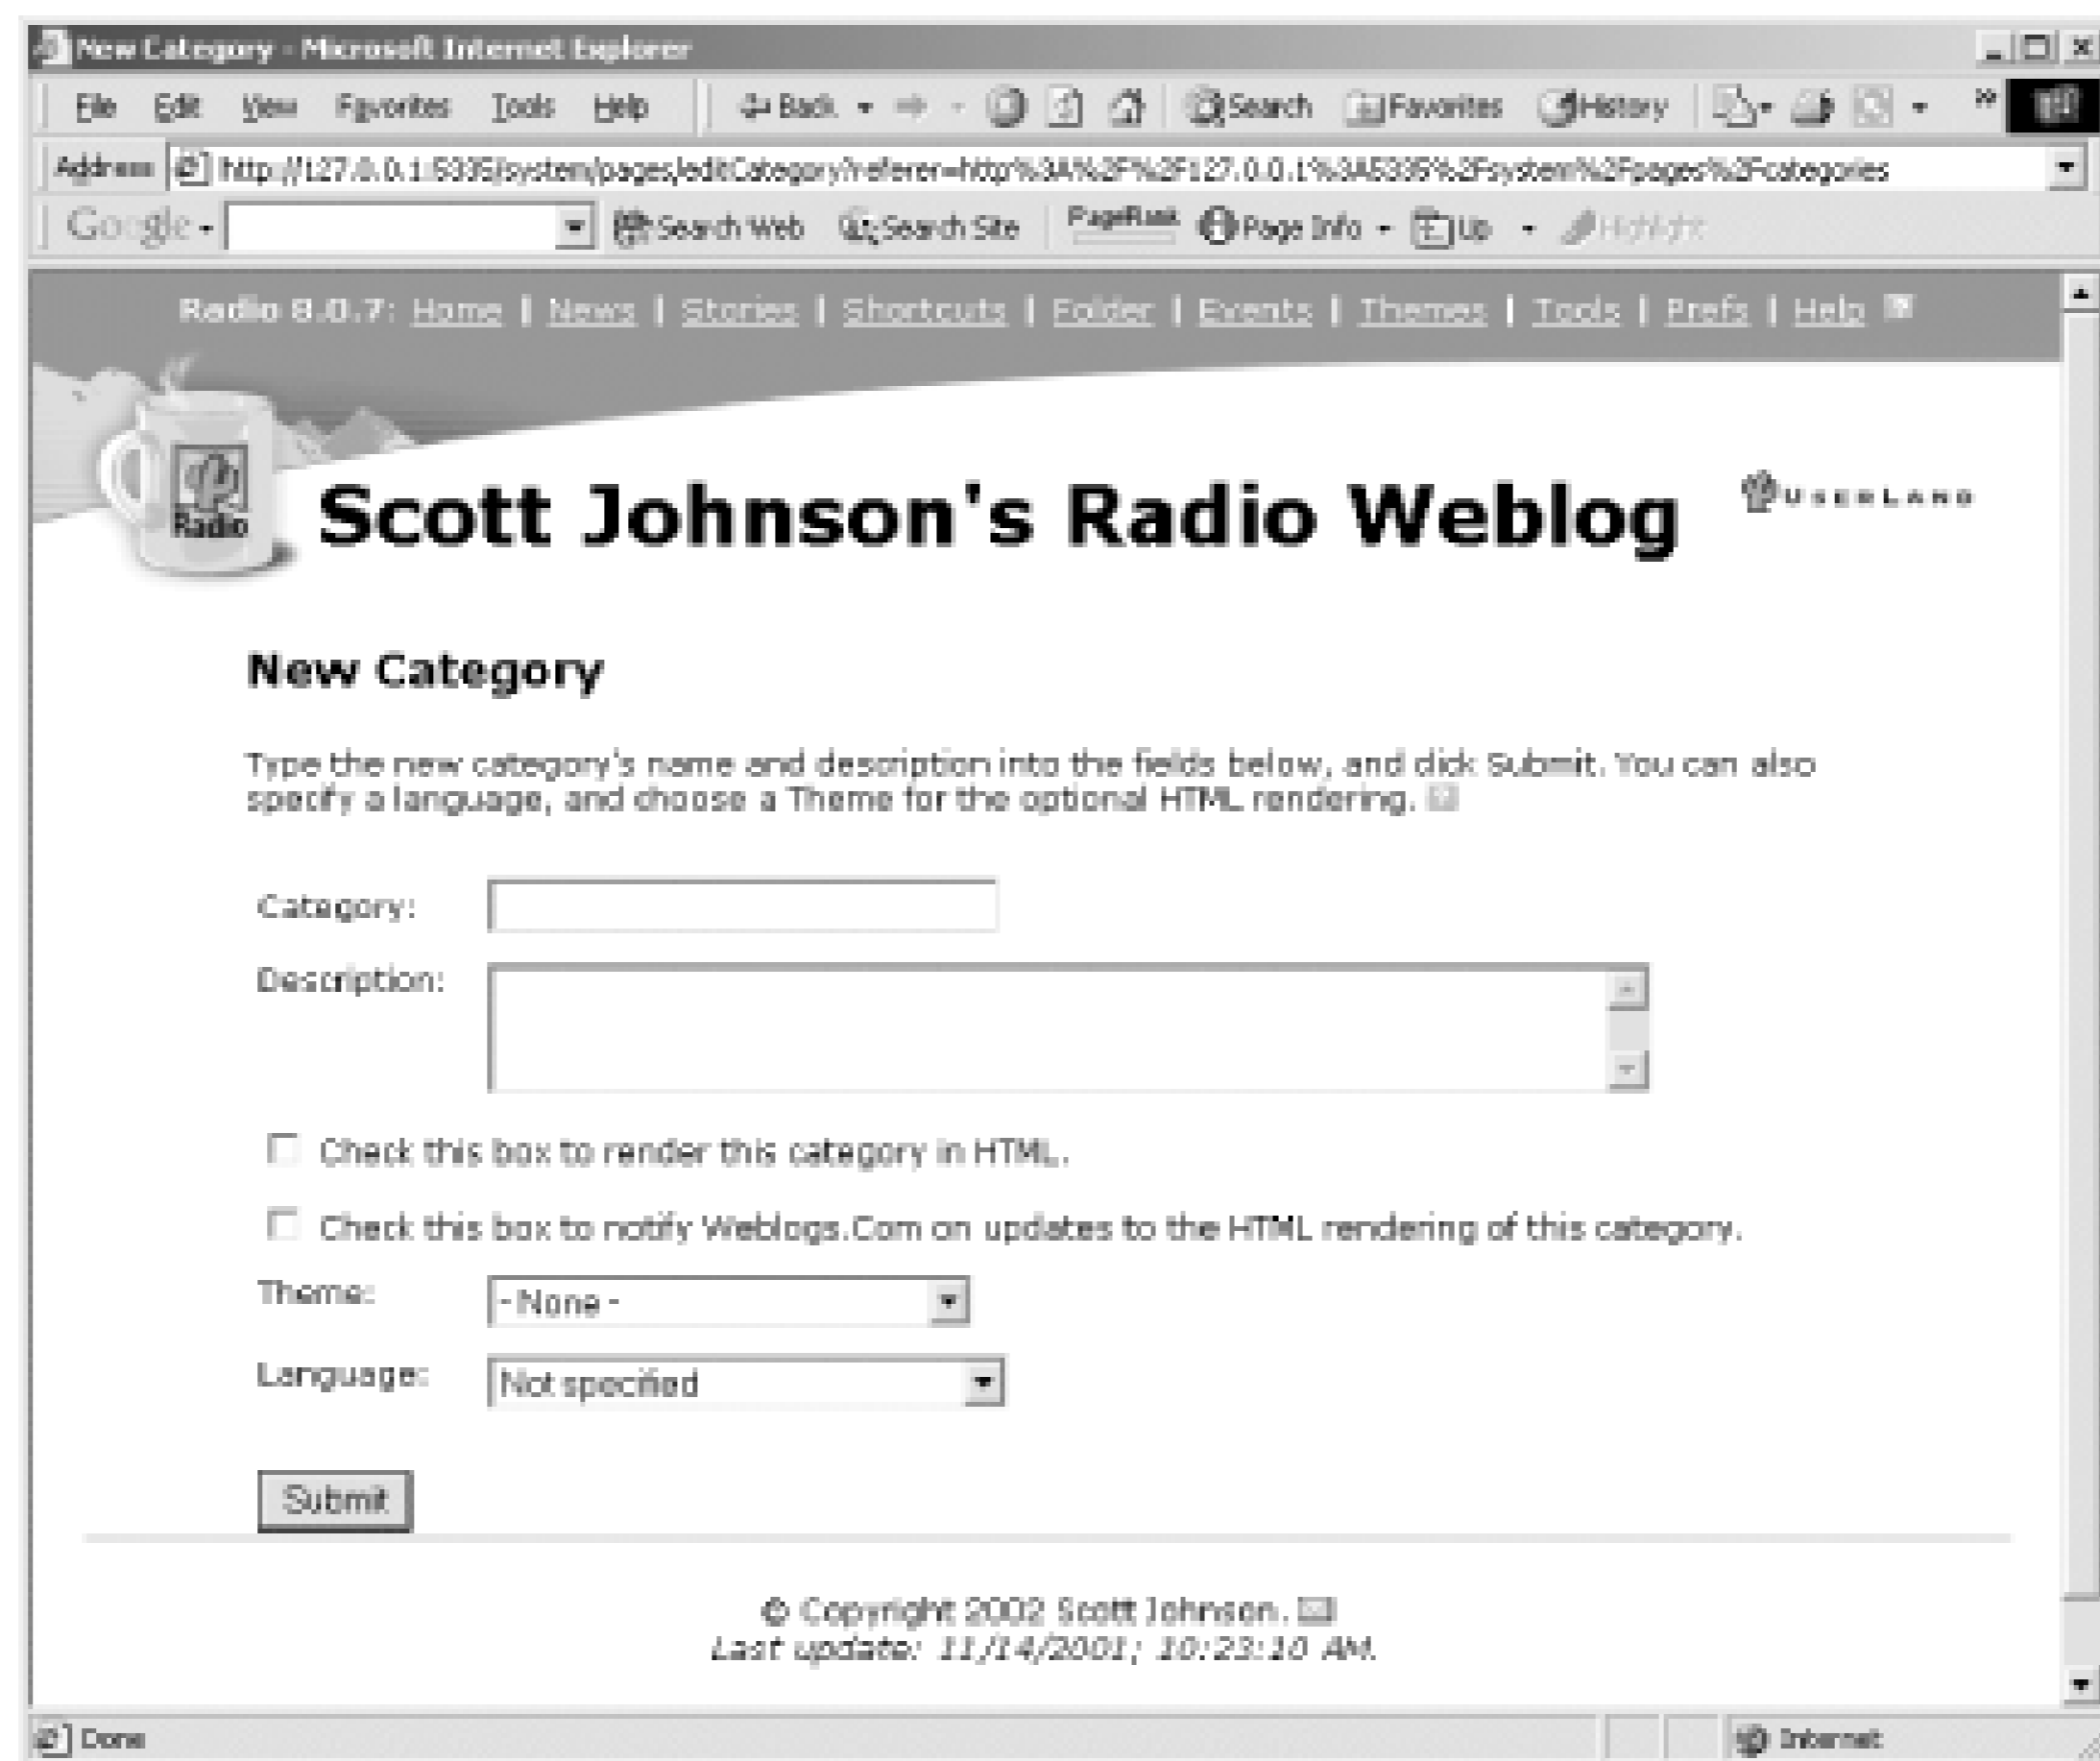 New Category - Microsoft Internet Explorer
File Edit View Favorites Tools Help Back Search Favorites History
Address http://127.0.0.1:5335/system/pages/editCategory?referer=http%3A%2F%2F127.0.0.1%3A5335%2Fsystem%2Fpages%2Fcategories
Google Search Web Search Site PageRank Page Info Up Highlight
Radio 8.0.7: Home | News | Stories | Shortcuts | Folder | Events | Themes | Tools | Prefs | Help ?
Radio
Scott Johnson's Radio Weblog
USERLAND
New Category
Type the new category's name and description into the fields below, and click Submit. You can also
specify a language, and choose a Theme for the optional HTML rendering.
Category:
Description:
Check this box to render this category in HTML.
Check this box to notify Weblogs.Com on updates to the HTML rendering of this category.
Theme: - None -
Language: Not specified
Submit
© Copyright 2002 Scott Johnson.
Last update: 11/14/2001; 10:23:10 AM.
Done Internet